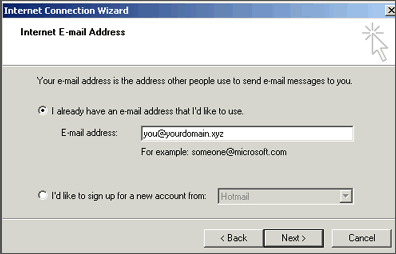 Internet Connection Wizard
Internet E-mail Address
Your e-mail address is the address other people use to send e-mail messages to you.
I already have an e-mail address that I'd like to use.
E-mail address: you@yourdomain.xyz
For example: someone@microsoft.com
I'd like to sign up for a new account from: Hotmail
< Back Next > Cancel